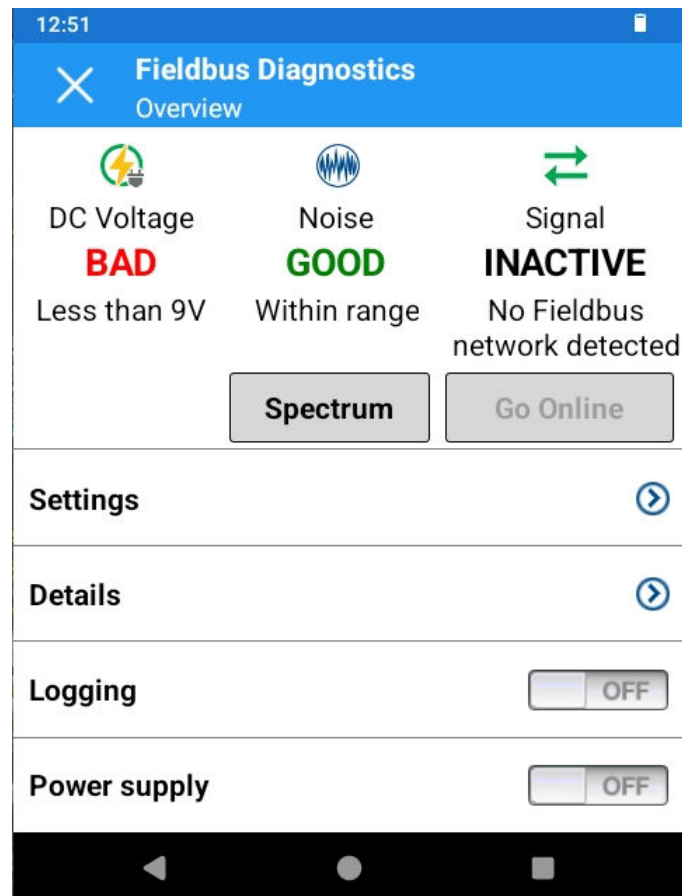 12:51
Fieldbus Diagnostics
Overview
DC Voltage
BAD
Less than 9V
Noise
GOOD
Within range
Signal
INACTIVE
No Fieldbus
network detected
Spectrum
Go Online
Settings
Details
Logging
OFF
Power supply
OFF